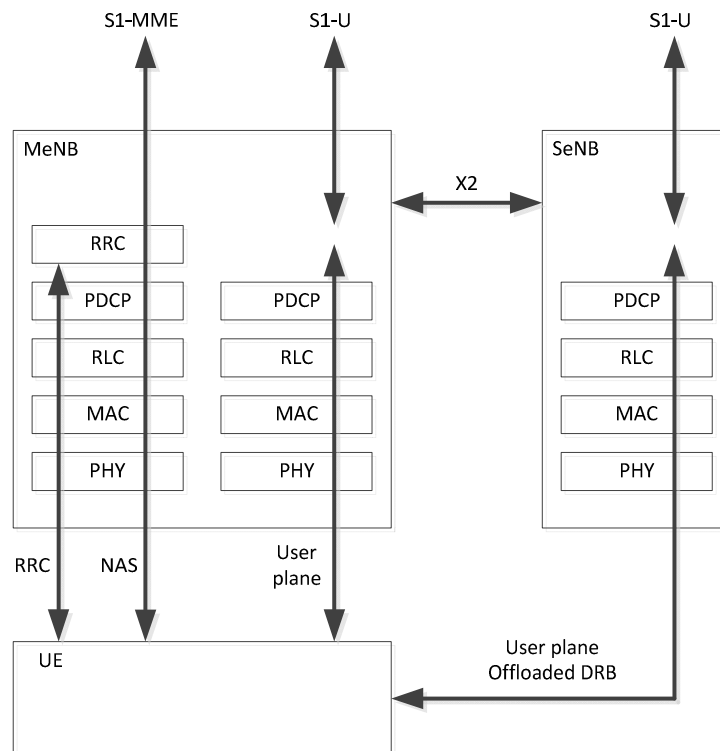 S1-MME
S1-U
S1-U
MeNB
SeNB
X2
RRC
PDCP
PDCP
PDCP
RLC
RLC
RLC
MAC
MAC
MAC
PHY
PHY
PHY
RRC
NAS
User
plane
UE
User plane
Offloaded DRB